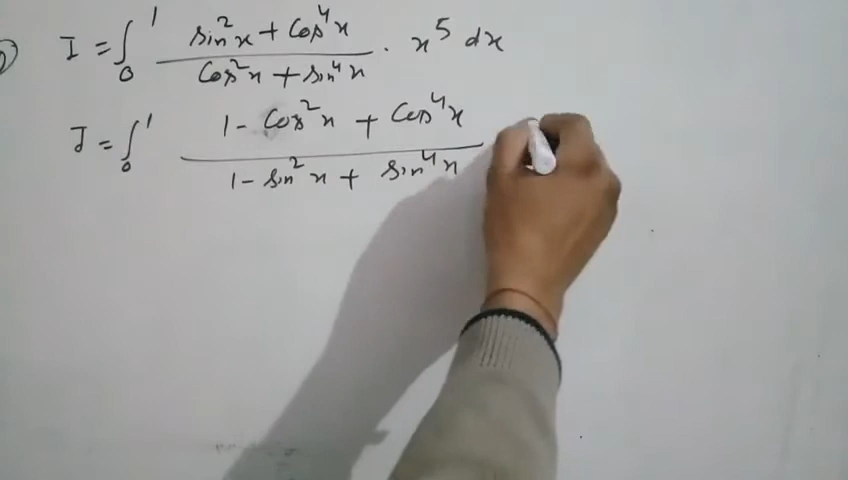 I = ∫₀¹ (sin²x + cos⁴x)/(cos²x + sin⁴x) · x⁵ dx
I = ∫₀¹ (1 - cos²x + cos⁴x)/(1 - sin²x + sin⁴x)